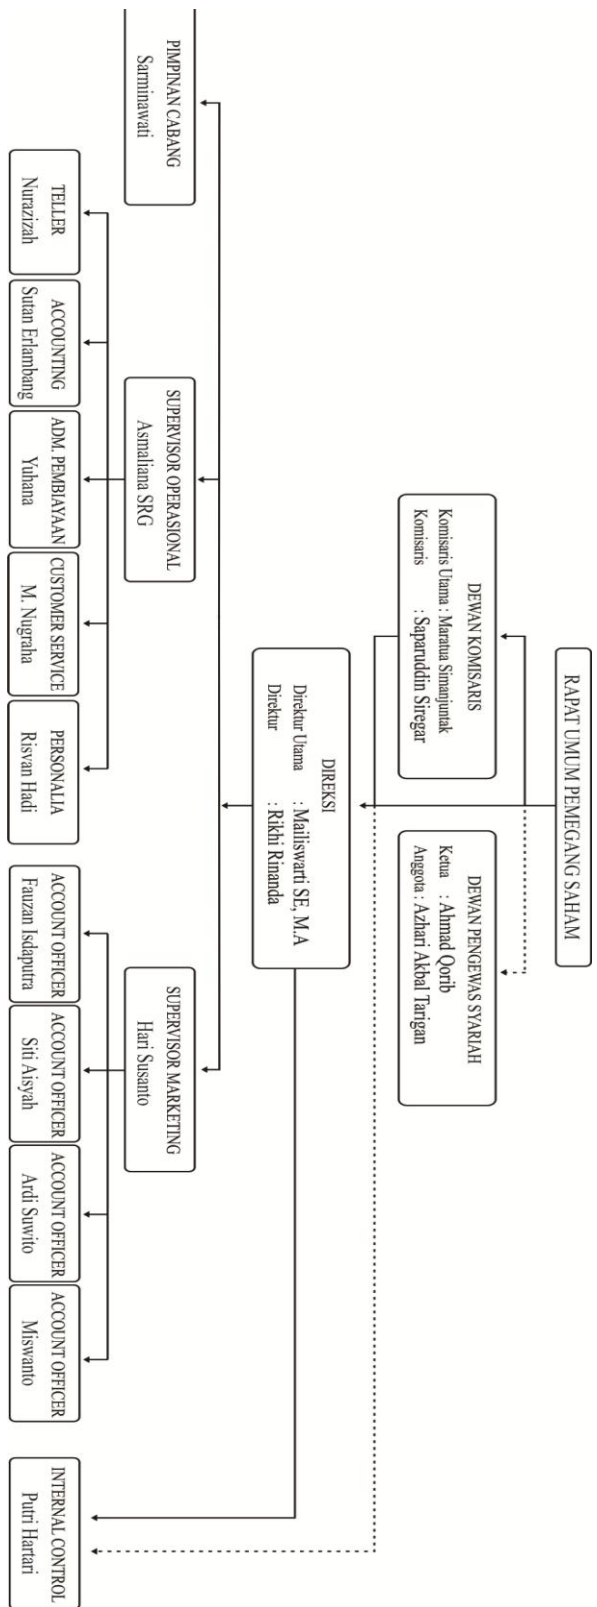 RAPAT UMUM PEMEGANG SAHAM
DEWAN KOMISARIS
Komisaris Utama : Maratua Simanjuntak
Komisaris : Saparuddin Siregar
DEWAN PENGEWAS SYARIAH
Ketua : Ahmad Qorib
Anggota : Azhari Akbal Tarigan
DIREKSI
Direktur Utama : Mailiswarti SE, M.A
Direktur : Rikhi Rinanda
PIMPINAN CABANG
Sarminawati
SUPERVISOR OPERASIONAL
Asmaliana SRG
SUPERVISOR MARKETING
Hari Susanto
TELLER
Nurazizah
ACCOUNTING
Sutan Erlambang
ADM. PEMBIAYAAN
Yuhana
CUSTOMER SERVICE
M. Nugraha
PERSONALIA
Risvan Hadi
ACCOUNT OFFICER
Fauzan Isdaputra
ACCOUNT OFFICER
Siti Aisyah
ACCOUNT OFFICER
Ardi Suwito
ACCOUNT OFFICER
Miswanto
INTERNAL CONTROL
Putri Hartari